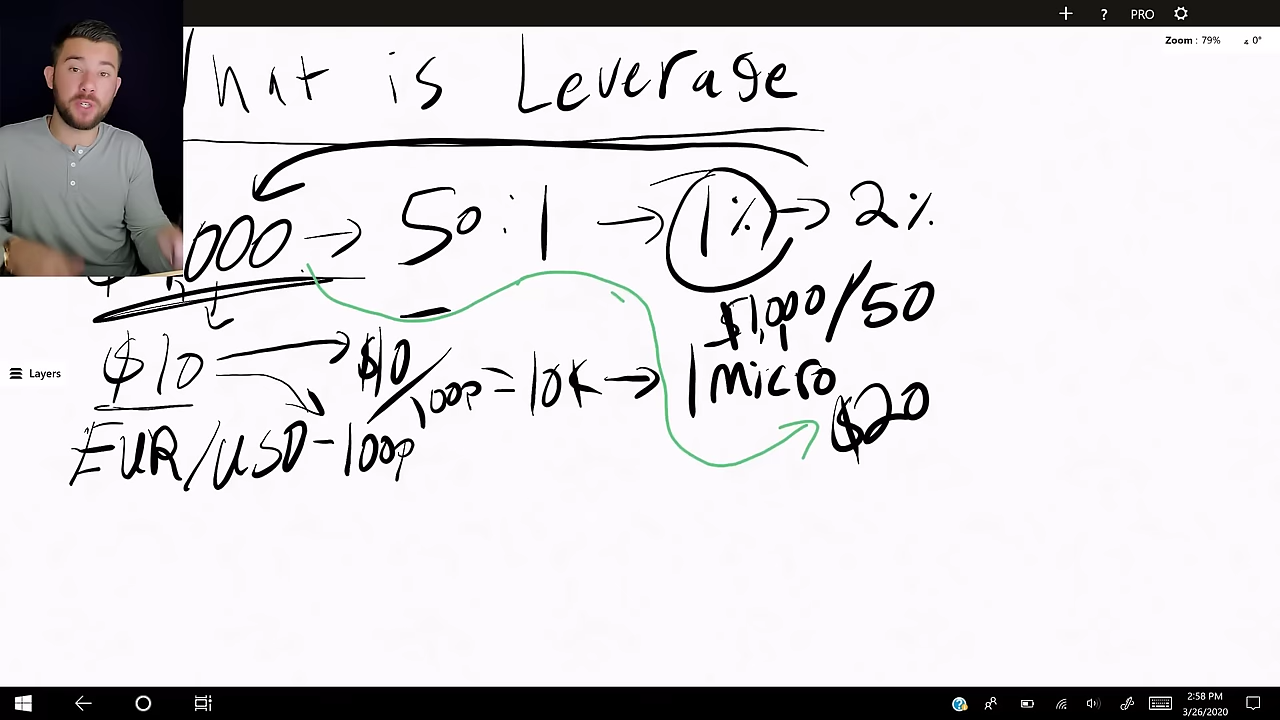 PRO
Zoom : 79%
0°
What is Leverage
000 → 50:1 → 1% → 2%
$1,000/50
$10 → $10/100p = 10K → 1 micro
$20
EUR/USD - 100p
Layers
2:58 PM
3/26/2020